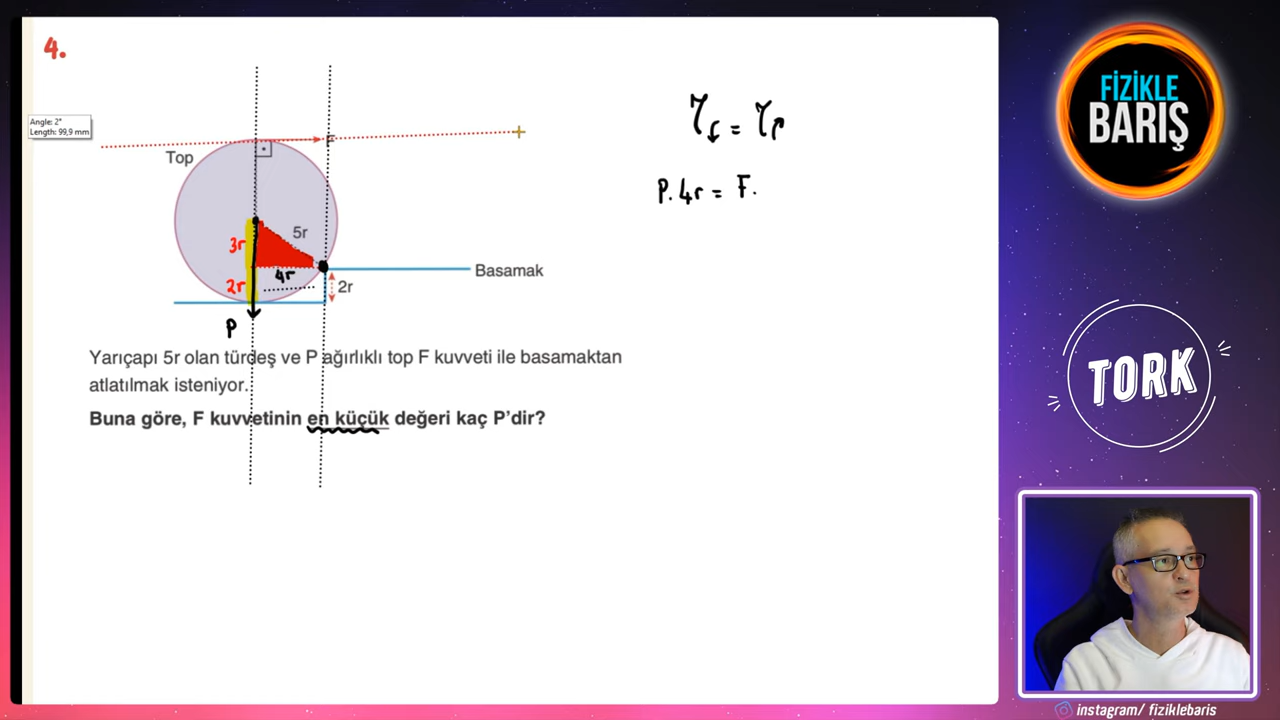 4.
Angle: 2°
Length: 99,9 mm
Top
F
5r
3r
4r
2r
2r
Basamak
P
Yarıçapı 5r olan türdeş ve P ağırlıklı top F kuvveti ile basamaktan
atlatılmak isteniyor.
Buna göre, F kuvvetinin en küçük değeri kaç P'dir?
P.4r = F.
FİZİKLE
BARIŞ
TORK
instagram/ fiziklebaris